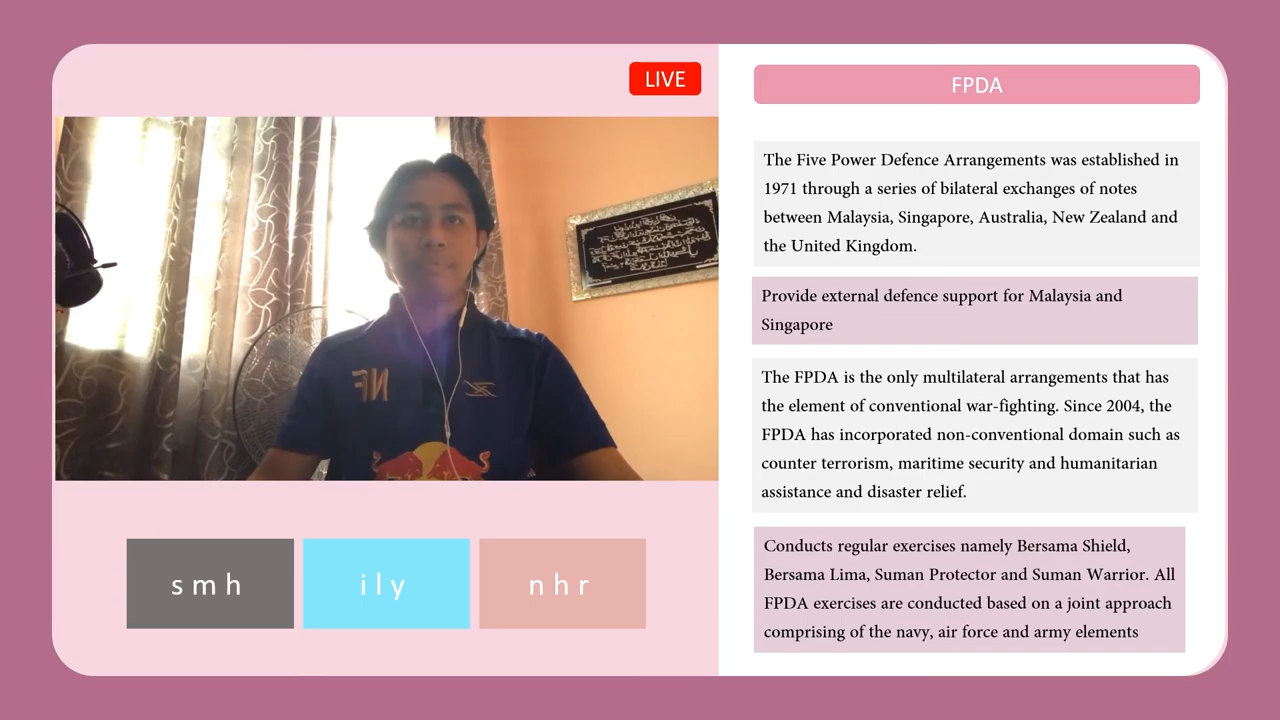 LIVE
NF
s m h
i l y
n h r
FPDA
The Five Power Defence Arrangements was established in
1971 through a series of bilateral exchanges of notes
between Malaysia, Singapore, Australia, New Zealand and
the United Kingdom.
Provide external defence support for Malaysia and
Singapore
The FPDA is the only multilateral arrangements that has
the element of conventional war-fighting. Since 2004, the
FPDA has incorporated non-conventional domain such as
counter terrorism, maritime security and humanitarian
assistance and disaster relief.
Conducts regular exercises namely Bersama Shield,
Bersama Lima, Suman Protector and Suman Warrior. All
FPDA exercises are conducted based on a joint approach
comprising of the navy, air force and army elements